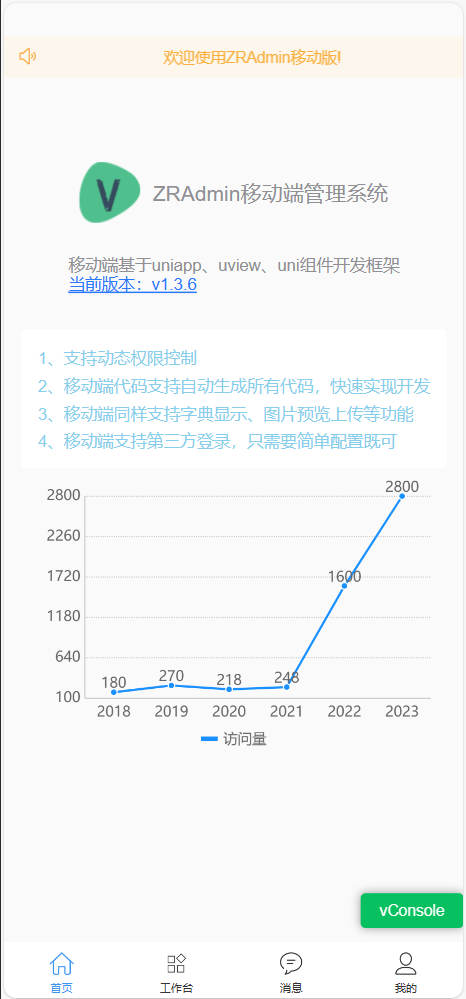 欢迎使用ZRAdmin移动版!
V
ZRAdmin移动端管理系统
移动端基于uniapp、uview、uni组件开发框架
当前版本：v1.3.6
1、支持动态权限控制
2、移动端代码支持自动生成所有代码，快速实现开发
3、移动端同样支持字典显示、图片预览上传等功能
4、移动端支持第三方登录，只需要简单配置既可
2800
2800
2260
1720
1600
1180
640
180
270
218
248
100
2018 2019 2020 2021 2022 2023
访问量
vConsole
首页 工作台 消息 我的